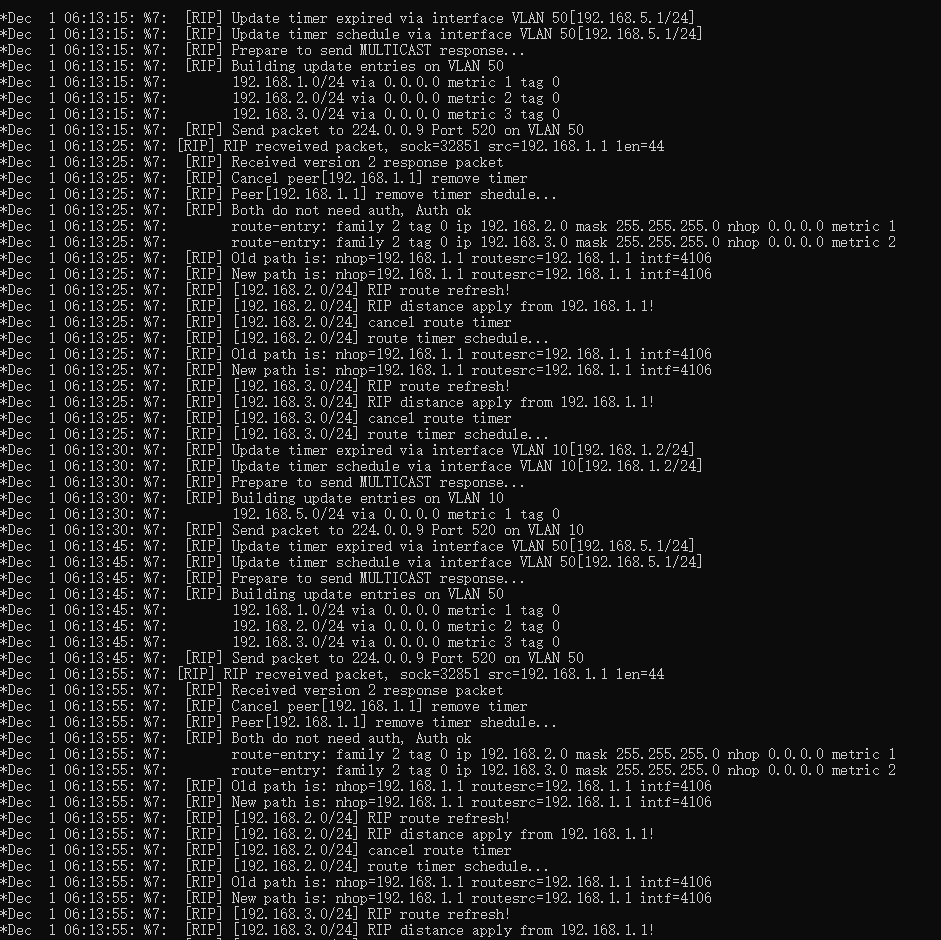 *Dec  1 06:13:15: %7:  [RIP] Update timer expired via interface VLAN 50[192.168.5.1/24]
*Dec  1 06:13:15: %7:  [RIP] Update timer schedule via interface VLAN 50[192.168.5.1/24]
*Dec  1 06:13:15: %7:  [RIP] Prepare to send MULTICAST response...
*Dec  1 06:13:15: %7:  [RIP] Building update entries on VLAN 50
*Dec  1 06:13:15: %7:        192.168.1.0/24 via 0.0.0.0 metric 1 tag 0
*Dec  1 06:13:15: %7:        192.168.2.0/24 via 0.0.0.0 metric 2 tag 0
*Dec  1 06:13:15: %7:        192.168.3.0/24 via 0.0.0.0 metric 3 tag 0
*Dec  1 06:13:15: %7:  [RIP] Send packet to 224.0.0.9 Port 520 on VLAN 50
*Dec  1 06:13:25: %7: [RIP] RIP recveived packet, sock=32851 src=192.168.1.1 len=44
*Dec  1 06:13:25: %7:  [RIP] Received version 2 response packet
*Dec  1 06:13:25: %7:  [RIP] Cancel peer[192.168.1.1] remove timer
*Dec  1 06:13:25: %7:  [RIP] Peer[192.168.1.1] remove timer shedule...
*Dec  1 06:13:25: %7:  [RIP] Both do not need auth, Auth ok
*Dec  1 06:13:25: %7:        route-entry: family 2 tag 0 ip 192.168.2.0 mask 255.255.255.0 nhop 0.0.0.0 metric 1
*Dec  1 06:13:25: %7:        route-entry: family 2 tag 0 ip 192.168.3.0 mask 255.255.255.0 nhop 0.0.0.0 metric 2
*Dec  1 06:13:25: %7:  [RIP] Old path is: nhop=192.168.1.1 routesrc=192.168.1.1 intf=4106
*Dec  1 06:13:25: %7:  [RIP] New path is: nhop=192.168.1.1 routesrc=192.168.1.1 intf=4106
*Dec  1 06:13:25: %7:  [RIP] [192.168.2.0/24] RIP route refresh!
*Dec  1 06:13:25: %7:  [RIP] [192.168.2.0/24] RIP distance apply from 192.168.1.1!
*Dec  1 06:13:25: %7:  [RIP] [192.168.2.0/24] cancel route timer
*Dec  1 06:13:25: %7:  [RIP] [192.168.2.0/24] route timer schedule...
*Dec  1 06:13:25: %7:  [RIP] Old path is: nhop=192.168.1.1 routesrc=192.168.1.1 intf=4106
*Dec  1 06:13:25: %7:  [RIP] New path is: nhop=192.168.1.1 routesrc=192.168.1.1 intf=4106
*Dec  1 06:13:25: %7:  [RIP] [192.168.3.0/24] RIP route refresh!
*Dec  1 06:13:25: %7:  [RIP] [192.168.3.0/24] RIP distance apply from 192.168.1.1!
*Dec  1 06:13:25: %7:  [RIP] [192.168.3.0/24] cancel route timer
*Dec  1 06:13:25: %7:  [RIP] [192.168.3.0/24] route timer schedule...
*Dec  1 06:13:30: %7:  [RIP] Update timer expired via interface VLAN 10[192.168.1.2/24]
*Dec  1 06:13:30: %7:  [RIP] Update timer schedule via interface VLAN 10[192.168.1.2/24]
*Dec  1 06:13:30: %7:  [RIP] Prepare to send MULTICAST response...
*Dec  1 06:13:30: %7:  [RIP] Building update entries on VLAN 10
*Dec  1 06:13:30: %7:        192.168.5.0/24 via 0.0.0.0 metric 1 tag 0
*Dec  1 06:13:30: %7:  [RIP] Send packet to 224.0.0.9 Port 520 on VLAN 10
*Dec  1 06:13:45: %7:  [RIP] Update timer expired via interface VLAN 50[192.168.5.1/24]
*Dec  1 06:13:45: %7:  [RIP] Update timer schedule via interface VLAN 50[192.168.5.1/24]
*Dec  1 06:13:45: %7:  [RIP] Prepare to send MULTICAST response...
*Dec  1 06:13:45: %7:  [RIP] Building update entries on VLAN 50
*Dec  1 06:13:45: %7:        192.168.1.0/24 via 0.0.0.0 metric 1 tag 0
*Dec  1 06:13:45: %7:        192.168.2.0/24 via 0.0.0.0 metric 2 tag 0
*Dec  1 06:13:45: %7:        192.168.3.0/24 via 0.0.0.0 metric 3 tag 0
*Dec  1 06:13:45: %7:  [RIP] Send packet to 224.0.0.9 Port 520 on VLAN 50
*Dec  1 06:13:55: %7: [RIP] RIP recveived packet, sock=32851 src=192.168.1.1 len=44
*Dec  1 06:13:55: %7:  [RIP] Received version 2 response packet
*Dec  1 06:13:55: %7:  [RIP] Cancel peer[192.168.1.1] remove timer
*Dec  1 06:13:55: %7:  [RIP] Peer[192.168.1.1] remove timer shedule...
*Dec  1 06:13:55: %7:  [RIP] Both do not need auth, Auth ok
*Dec  1 06:13:55: %7:        route-entry: family 2 tag 0 ip 192.168.2.0 mask 255.255.255.0 nhop 0.0.0.0 metric 1
*Dec  1 06:13:55: %7:        route-entry: family 2 tag 0 ip 192.168.3.0 mask 255.255.255.0 nhop 0.0.0.0 metric 2
*Dec  1 06:13:55: %7:  [RIP] Old path is: nhop=192.168.1.1 routesrc=192.168.1.1 intf=4106
*Dec  1 06:13:55: %7:  [RIP] New path is: nhop=192.168.1.1 routesrc=192.168.1.1 intf=4106
*Dec  1 06:13:55: %7:  [RIP] [192.168.2.0/24] RIP route refresh!
*Dec  1 06:13:55: %7:  [RIP] [192.168.2.0/24] RIP distance apply from 192.168.1.1!
*Dec  1 06:13:55: %7:  [RIP] [192.168.2.0/24] cancel route timer
*Dec  1 06:13:55: %7:  [RIP] [192.168.2.0/24] route timer schedule...
*Dec  1 06:13:55: %7:  [RIP] Old path is: nhop=192.168.1.1 routesrc=192.168.1.1 intf=4106
*Dec  1 06:13:55: %7:  [RIP] New path is: nhop=192.168.1.1 routesrc=192.168.1.1 intf=4106
*Dec  1 06:13:55: %7:  [RIP] [192.168.3.0/24] RIP route refresh!
*Dec  1 06:13:55: %7:  [RIP] [192.168.3.0/24] RIP distance apply from 192.168.1.1!